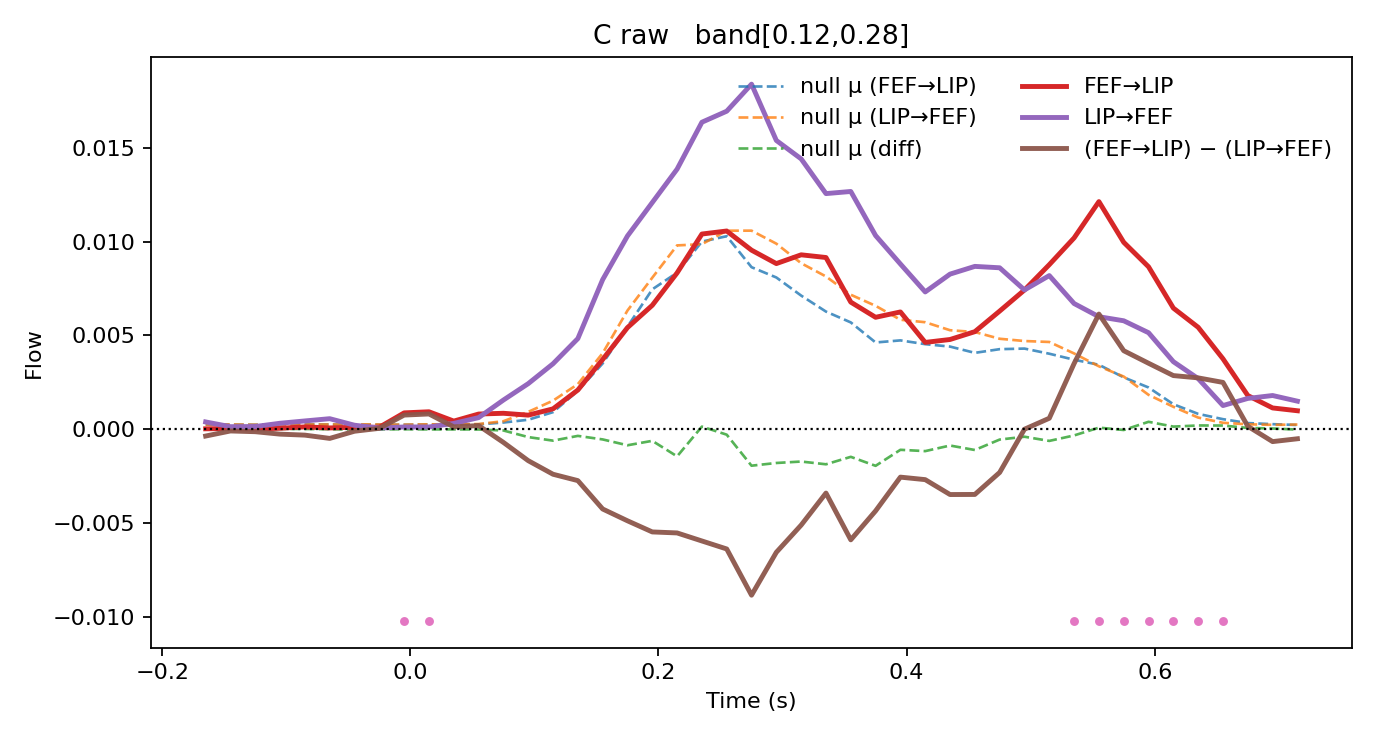 C raw   band[0.12,0.28]
null μ (FEF→LIP)
null μ (LIP→FEF)
null μ (diff)
FEF→LIP
LIP→FEF
(FEF→LIP) − (LIP→FEF)
Flow
0.015
0.010
0.005
0.000
−0.005
−0.010
−0.2
0.0
0.2
0.4
0.6
Time (s)